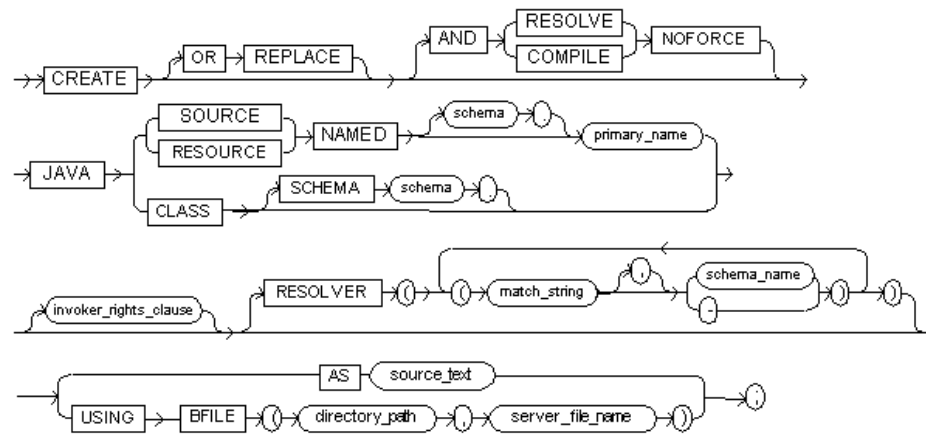 RESOLVE
OR REPLACE AND COMPILE NOFORCE
CREATE
SOURCE schema .
RESOURCE NAMED primary_name
JAVA
SCHEMA schema .
CLASS
RESOLVER ( ( match_string , schema_name ) )
invoker_rights_clause -
AS source_text
USING BFILE ( directory_path , server_file_name ) ;